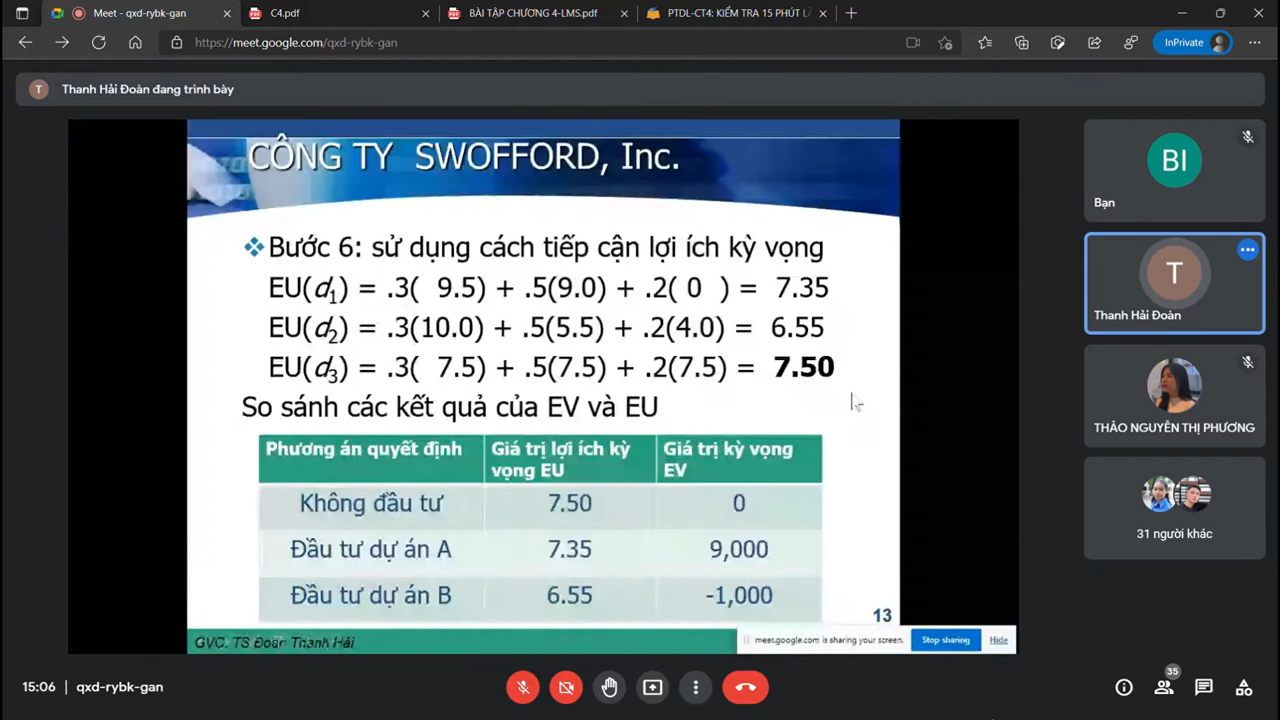 Meet - qxd-rybk-gan
C4.pdf
BÀI TẬP CHƯƠNG 4-LMS.pdf
PTDL-CT4: KIỂM TRA 15 PHÚT L
https://meet.google.com/qxd-rybk-gan
InPrivate
T
Thanh Hải Đoàn đang trình bày
CÔNG TY SWOFFORD, Inc.
Bước 6: sử dụng cách tiếp cận lợi ích kỳ vọng
EU(d1) = .3( 9.5) + .5(9.0) + .2( 0 ) = 7.35
EU(d2) = .3(10.0) + .5(5.5) + .2(4.0) = 6.55
EU(d3) = .3( 7.5) + .5(7.5) + .2(7.5) = 7.50
So sánh các kết quả của EV và EU
Phương án quyết định Giá trị lợi ích kỳ vọng EU Giá trị kỳ vọng EV
Không đầu tư 7.50 0
Đầu tư dự án A 7.35 9,000
Đầu tư dự án B 6.55 -1,000
13
GVC. TS Đoàn Thanh Hải
meet.google.com is sharing your screen.
Stop sharing
Hide
BI
Bạn
T
Thanh Hải Đoàn
THẢO NGUYỄN THỊ PHƯƠNG
31 người khác
15:06 | qxd-rybk-gan
35